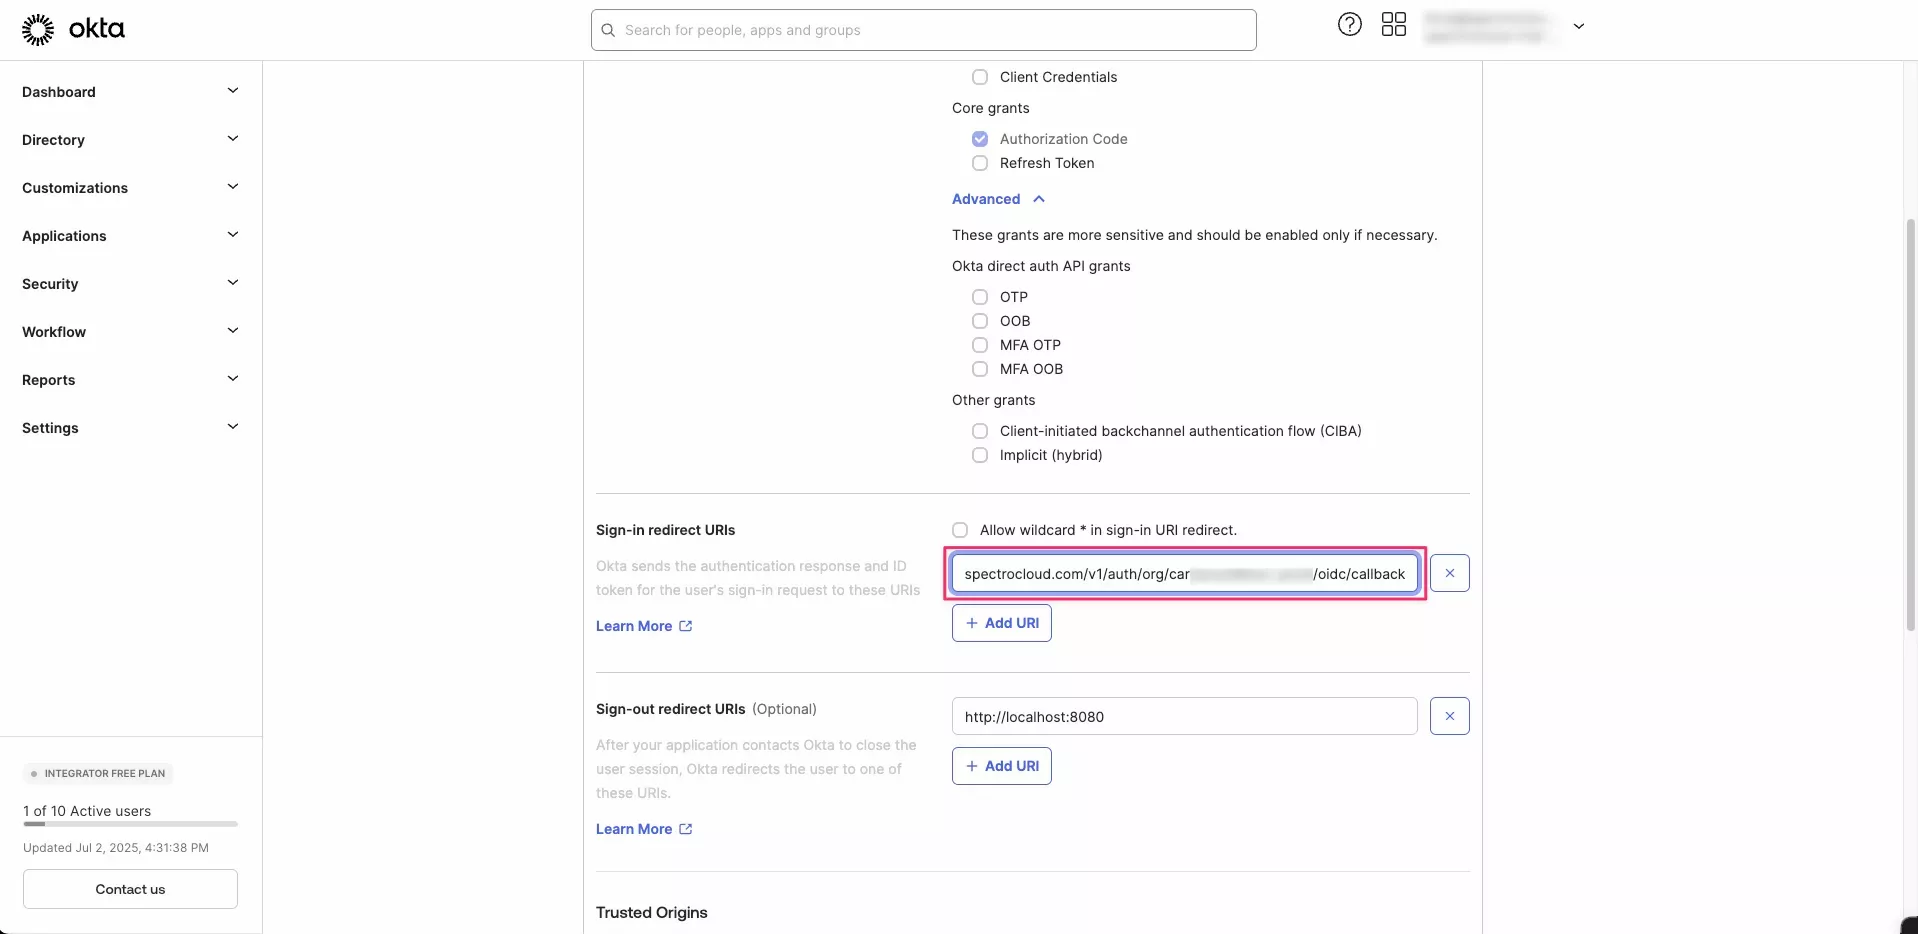 okta
Search for people, apps and groups
Dashboard
Directory
Customizations
Applications
Security
Workflow
Reports
Settings
INTEGRATOR FREE PLAN
1 of 10 Active users
Updated Jul 2, 2025, 4:31:38 PM
Contact us
Client Credentials
Core grants
Authorization Code
Refresh Token
Advanced
These grants are more sensitive and should be enabled only if necessary.
Okta direct auth API grants
OTP
OOB
MFA OTP
MFA OOB
Other grants
Client-initiated backchannel authentication flow (CIBA)
Implicit (hybrid)
Sign-in redirect URIs
Okta sends the authentication response and ID
token for the user's sign-in request to these URIs
Learn More
Allow wildcard * in sign-in URI redirect.
spectrocloud.com/v1/auth/org/car /oidc/callback
+ Add URI
Sign-out redirect URIs (Optional)
After your application contacts Okta to close the
user session, Okta redirects the user to one of
these URIs.
Learn More
http://localhost:8080
+ Add URI
Trusted Origins